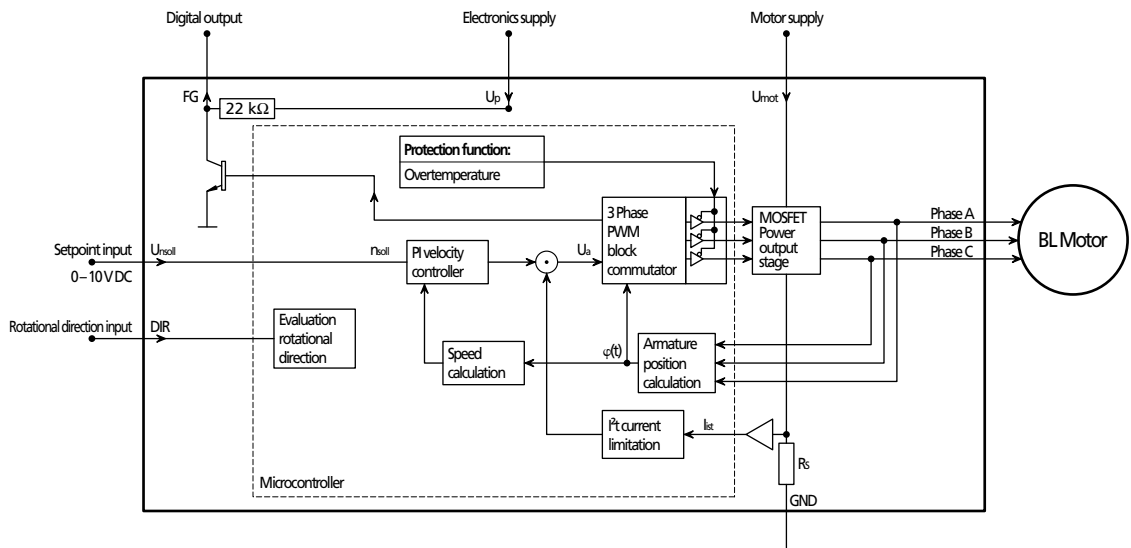 Digital output
Electronics supply
Motor supply
FG
22 kΩ
Up
Umot
Protection function:
Overtemperature
3 Phase
PWM
block
commutator
MOSFET
Power
output
stage
Phase A
Phase B
Phase C
BL Motor
Setpoint input
0 – 10 V DC
Unsoll
nsoll
PI velocity
controller
Ua
Rotational direction input
DIR
Evaluation
rotational
direction
Speed
calculation
φ(t)
Armature
position
calculation
I²t current
limitation
Iist
RS
GND
Microcontroller